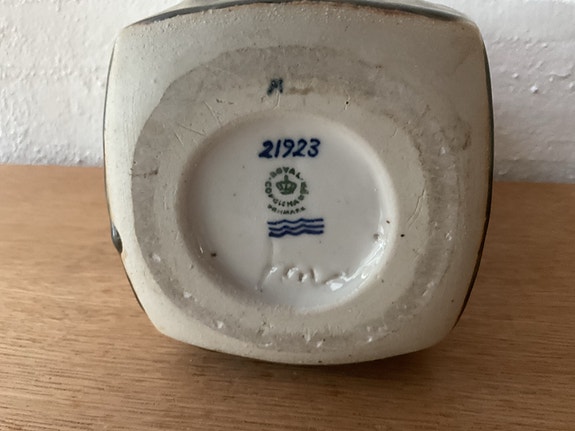 21923
ROYAL
COPENHAGEN
DENMARK